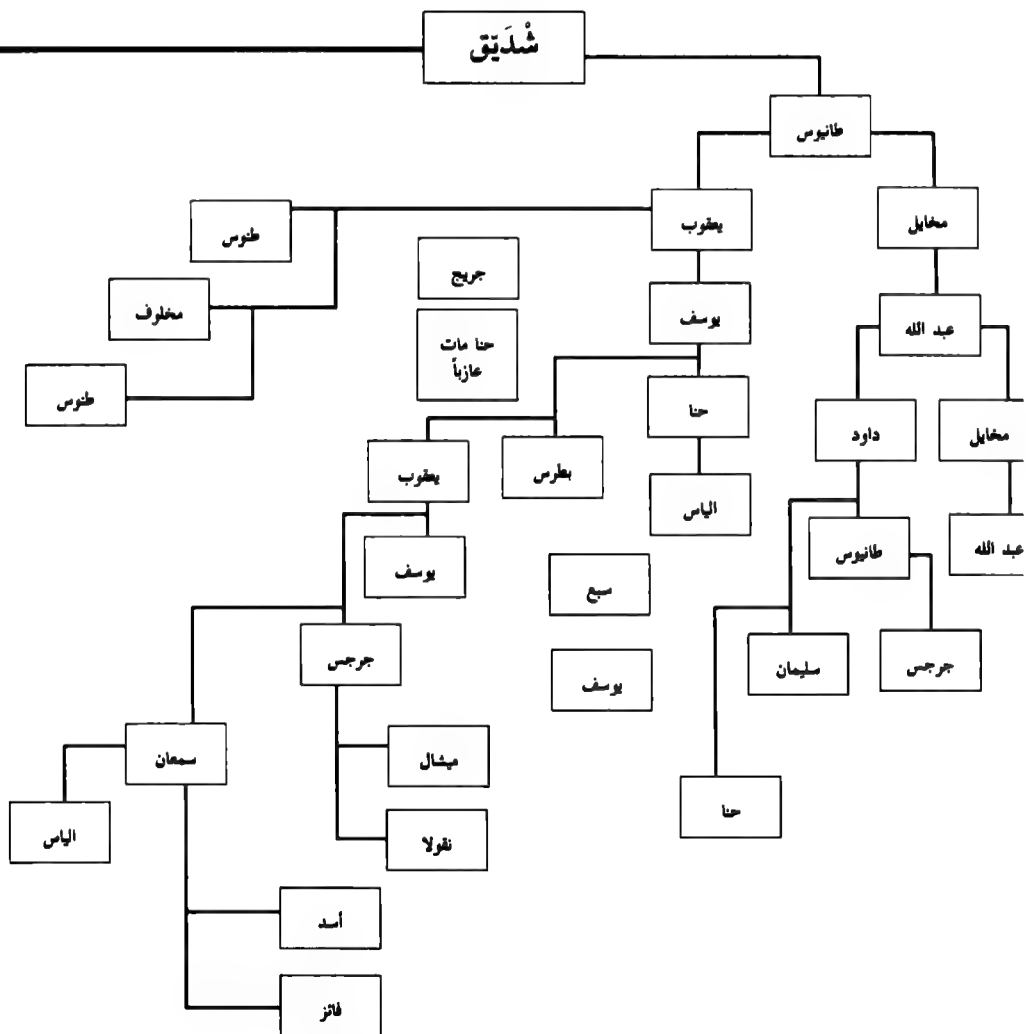 شْدَيّق
طانيوس
مخايل
يعقوب
طنوس
جريج
مخلوف
يوسف
عبد الله
حنا مات
عازباً
طنوس
حنا
داود
مخايل
يعقوب
بطرس
الياس
طانيوس
عبد الله
يوسف
سبع
جرجس
سليمان
جرجس
يوسف
سمعان
ميشال
حنا
الياس
نقولا
أسد
فائز